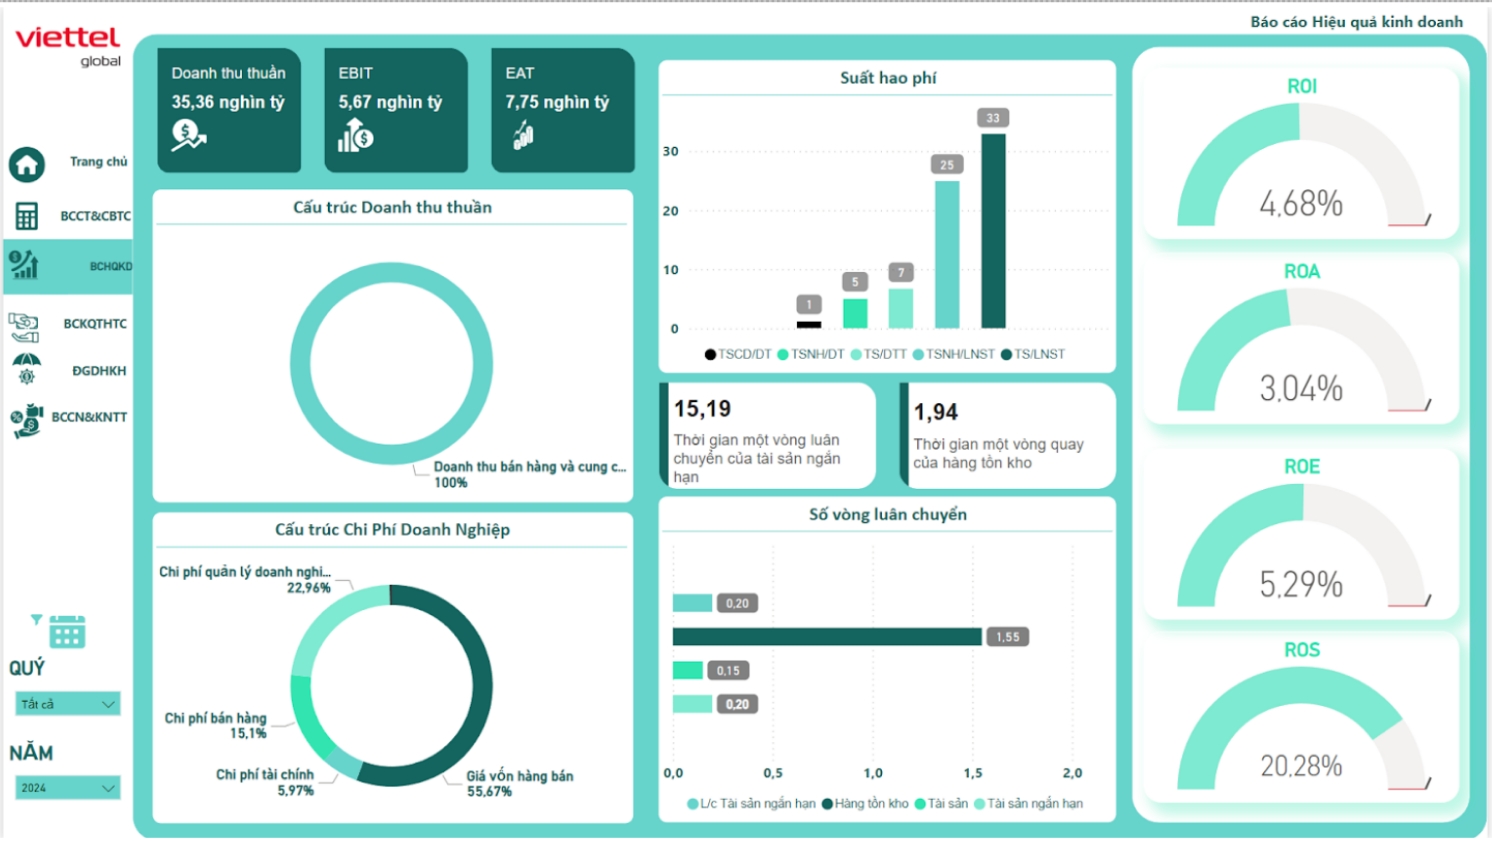 Báo cáo Hiệu quả kinh doanh
viettel
global
Trang chủ
BCCT&CBTC
BCHQKD
BCKQTHTC
ĐGDHKH
BCCN&KNTT
QUÝ
Tất cả
NĂM
2024
Doanh thu thuần
35,36 nghìn tỷ
EBIT
5,67 nghìn tỷ
EAT
7,75 nghìn tỷ
Cấu trúc Doanh thu thuần
Doanh thu bán hàng và cung c...
100%
Cấu trúc Chi Phí Doanh Nghiệp
Chi phí quản lý doanh nghi...
22,96%
Chi phí bán hàng
15,1%
Chi phí tài chính
5,97%
Giá vốn hàng bán
55,67%
Suất hao phí
33
30
25
20
10
7
5
1
0
TSCD/DT TSNH/DT TS/DTT TSNH/LNST TS/LNST
15,19
Thời gian một vòng luân
chuyển của tài sản ngắn
hạn
1,94
Thời gian một vòng quay
của hàng tồn kho
Số vòng luân chuyển
0,20
1,55
0,15
0,20
0,0 0,5 1,0 1,5 2,0
L/c Tài sản ngắn hạn Hàng tồn kho Tài sản Tài sản ngắn hạn
ROI
4,68%
ROA
3,04%
ROE
5,29%
ROS
20,28%